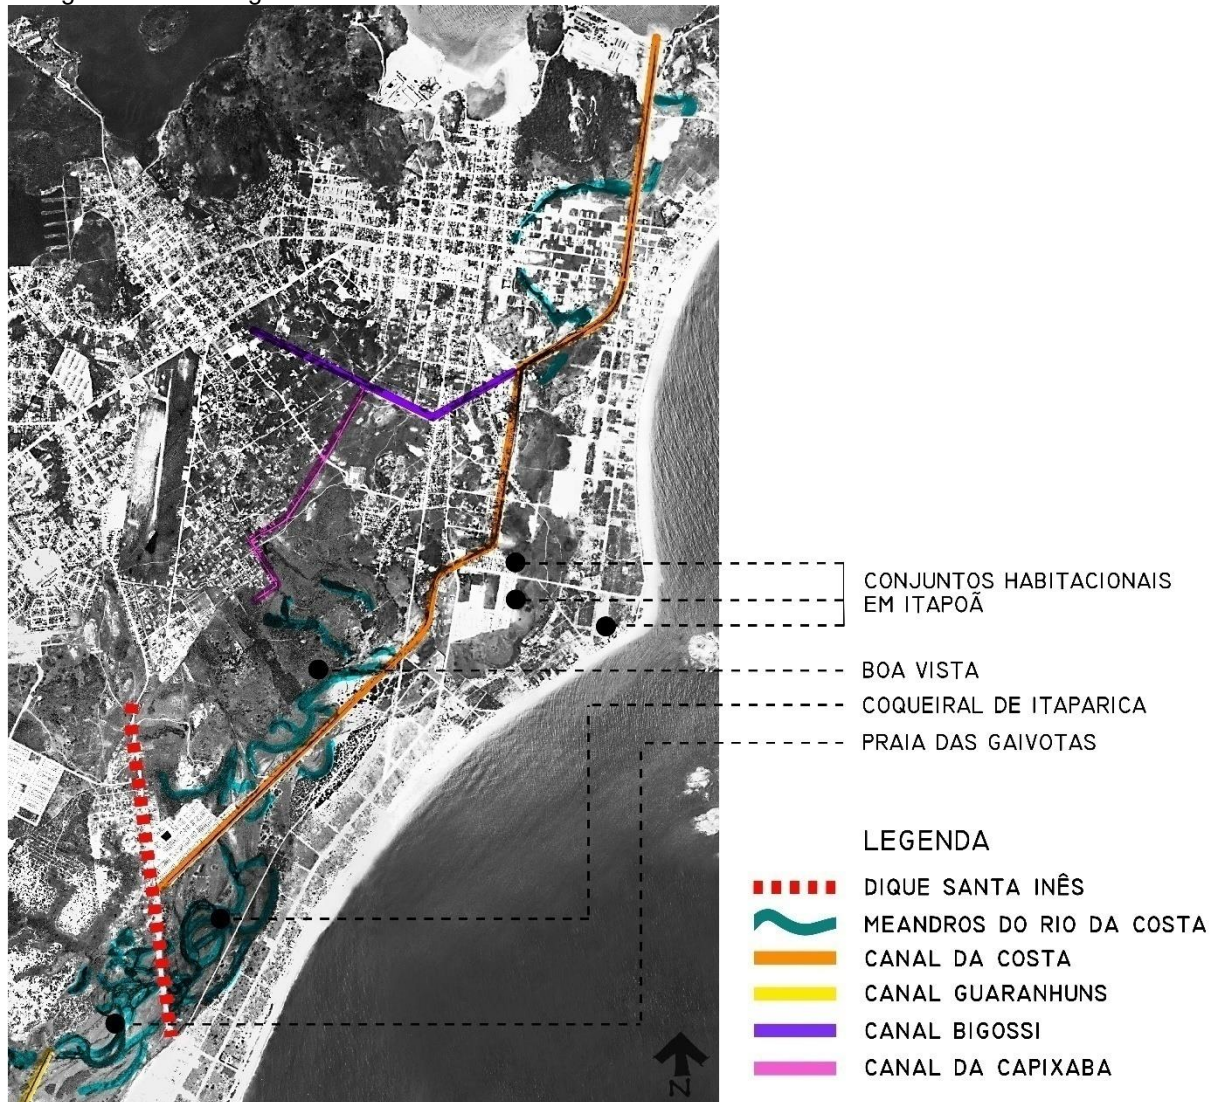 CONJUNTOS HABITACIONAIS
EM ITAPOÃ
BOA VISTA
COQUEIRAL DE ITAPARICA
PRAIA DAS GAIVOTAS
LEGENDA
DIQUE SANTA INÊS
MEANDROS DO RIO DA COSTA
CANAL DA COSTA
CANAL GUARANHUNS
CANAL BIGOSSI
CANAL DA CAPIXABA
N